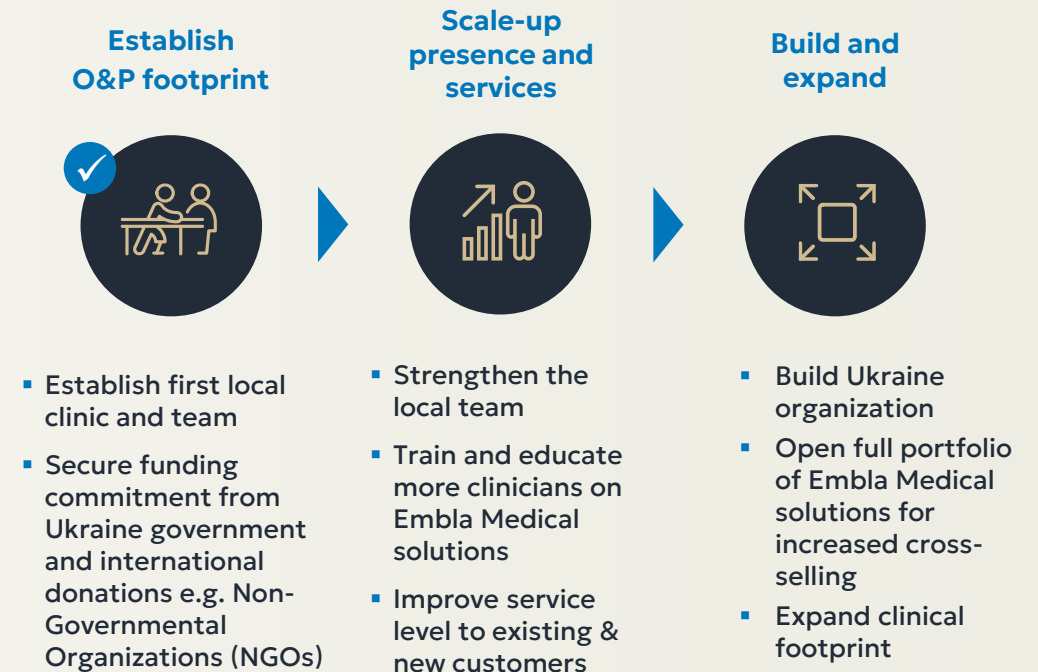 Establish
O&P footprint
Scale-up
presence and
services
Build and
expand
▪ Establish first local
clinic and team
▪ Secure funding
commitment from
Ukraine government
and international
donations e.g. Non-
Governmental
Organizations (NGOs)
▪ Strengthen the
local team
▪ Train and educate
more clinicians on
Embla Medical
solutions
▪ Improve service
level to existing &
new customers
▪ Build Ukraine
organization
▪ Open full portfolio
of Embla Medical
solutions for
increased cross-
selling
▪ Expand clinical
footprint